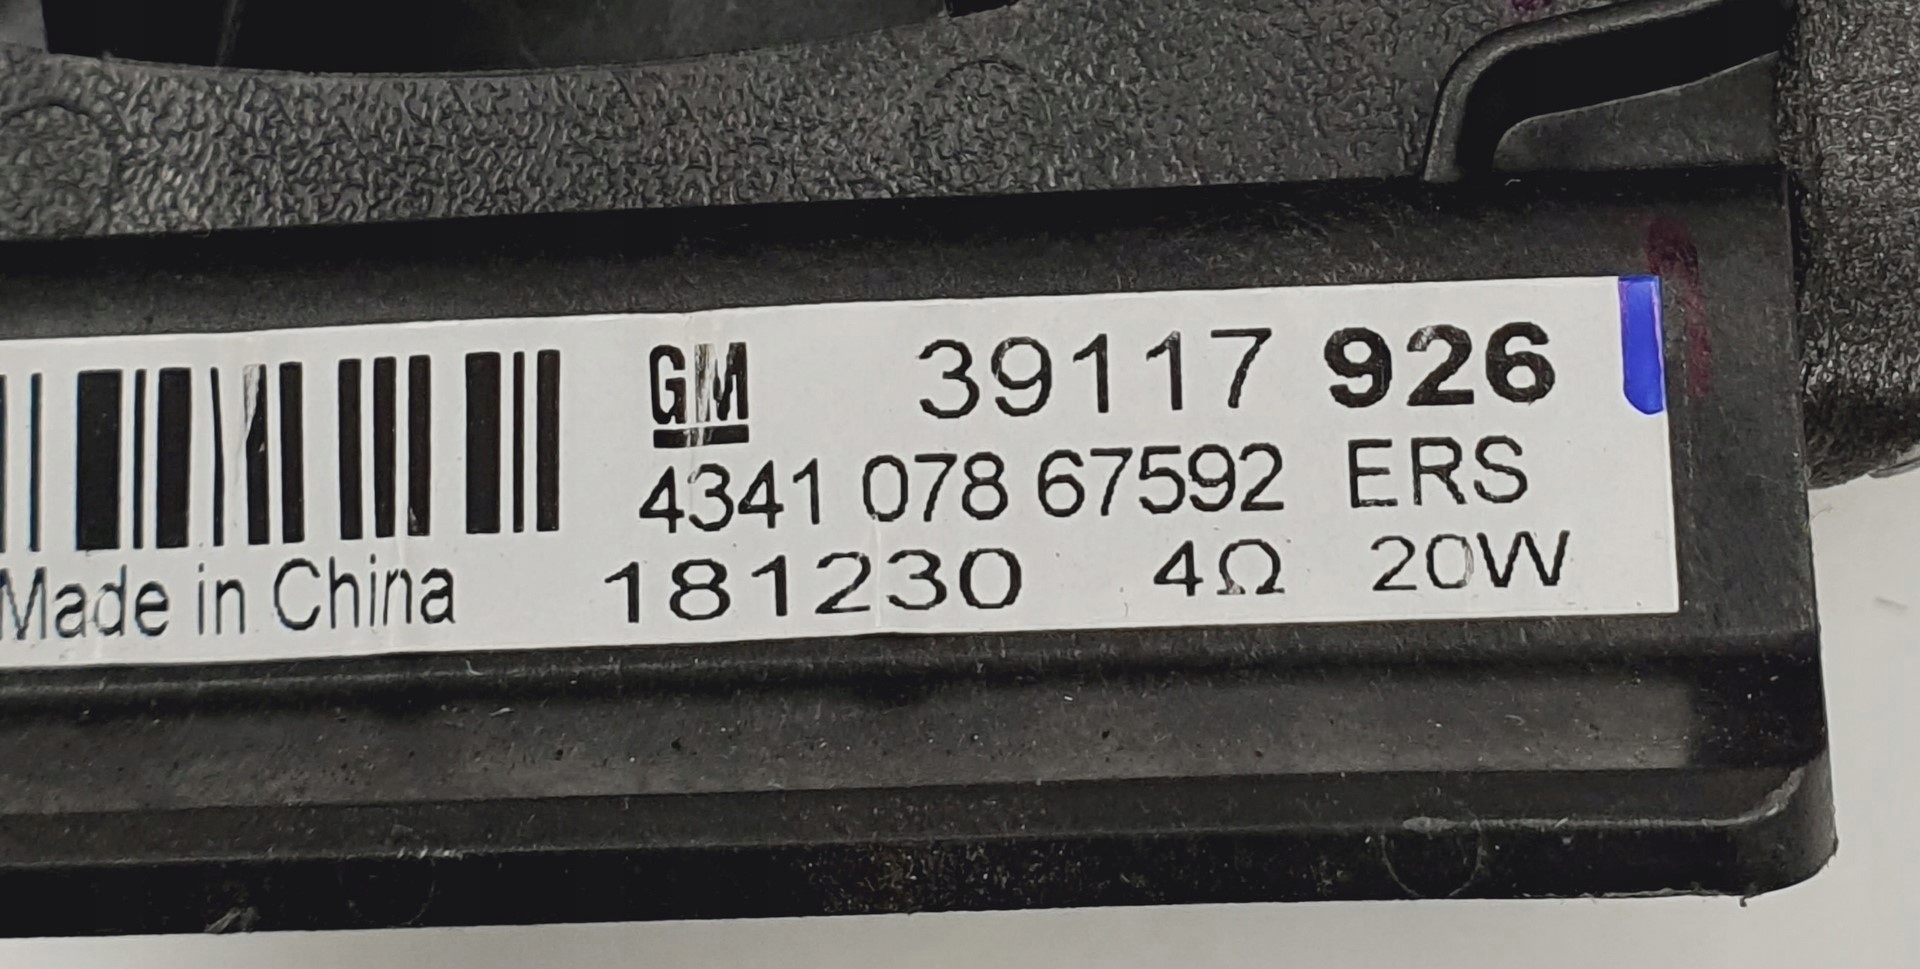 GM 39117 926
4341 078 67592 ERS
Made in China 181230 4Ω 20W